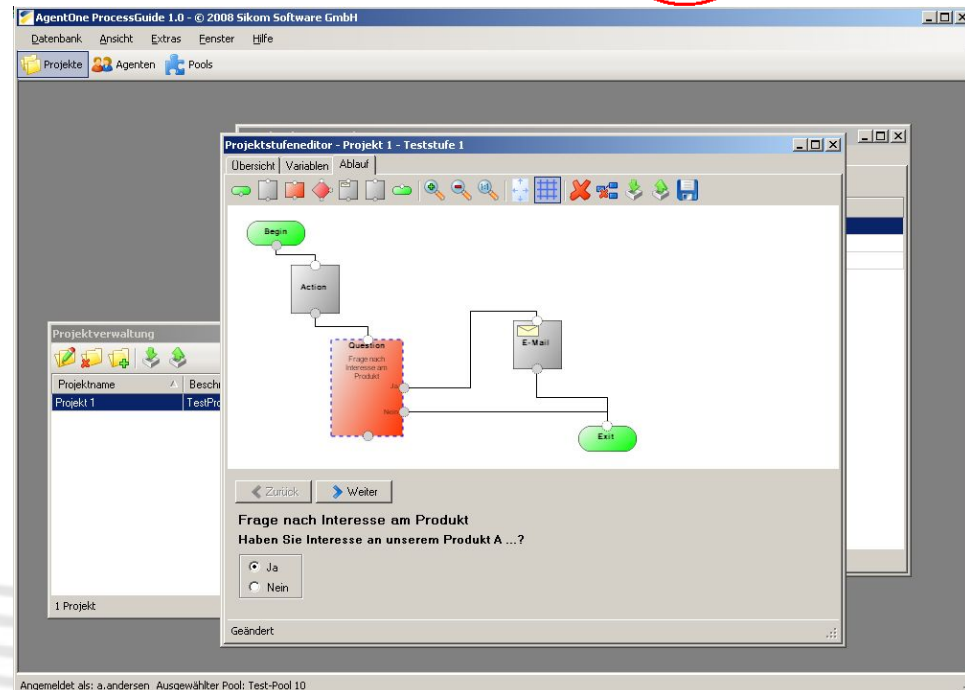 AgentOne ProcessGuide 1.0 - © 2008 Sikom Software GmbH
Datenbank Ansicht Extras Fenster Hilfe
Projekte Agenten Pools
Projektstufeneditor - Projekt 1 - Teststufe 1
Übersicht Variablen Ablauf
Begin
Action
Question
Frage nach
Interesse am
Produkt
Ja
Nein
E-Mail
Exit
Projektverwaltung
Projektname Beschr
Projekt 1 TestPro
1 Projekt
Zurück Weiter
Frage nach Interesse am Produkt
Haben Sie Interesse an unserem Produkt A ...?
Ja
Nein
Geändert
Angemeldet als: a.andersen Ausgewählter Pool: Test-Pool 10